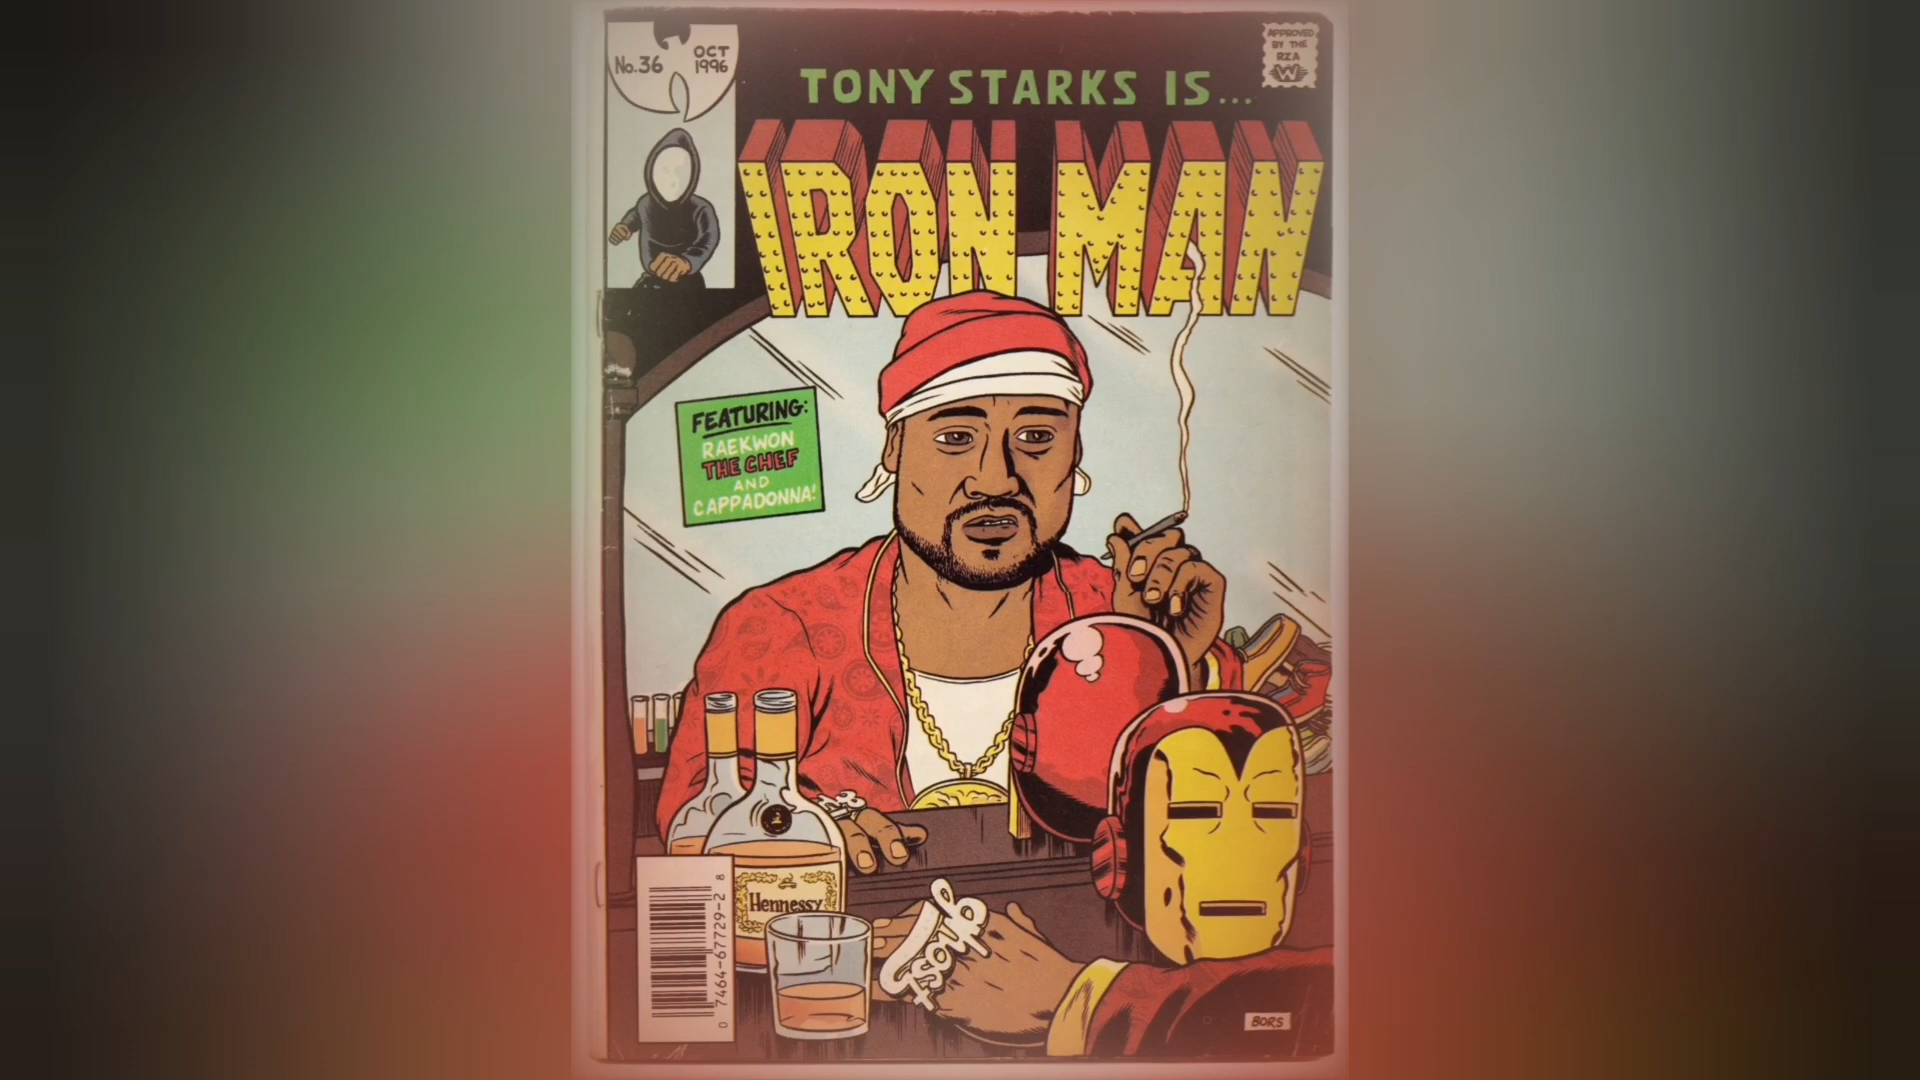 No.36
OCT
1996
APPROVED
BY THE
RZA
W
TONY STARKS IS...
IRON MAN
FEATURING:
RAEKWON
THE CHEF
AND
CAPPADONNA!
Hennessy
Ghost
0 7464-67729-2 8
BORS